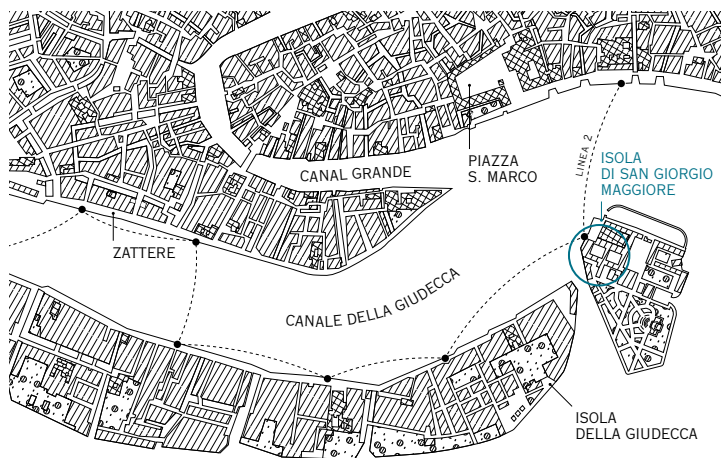 CANAL GRANDE
PIAZZA
S. MARCO
LINEA 2
ISOLA
DI SAN GIORGIO
MAGGIORE
ZATTERE
CANALE DELLA GIUDECCA
ISOLA
DELLA GIUDECCA